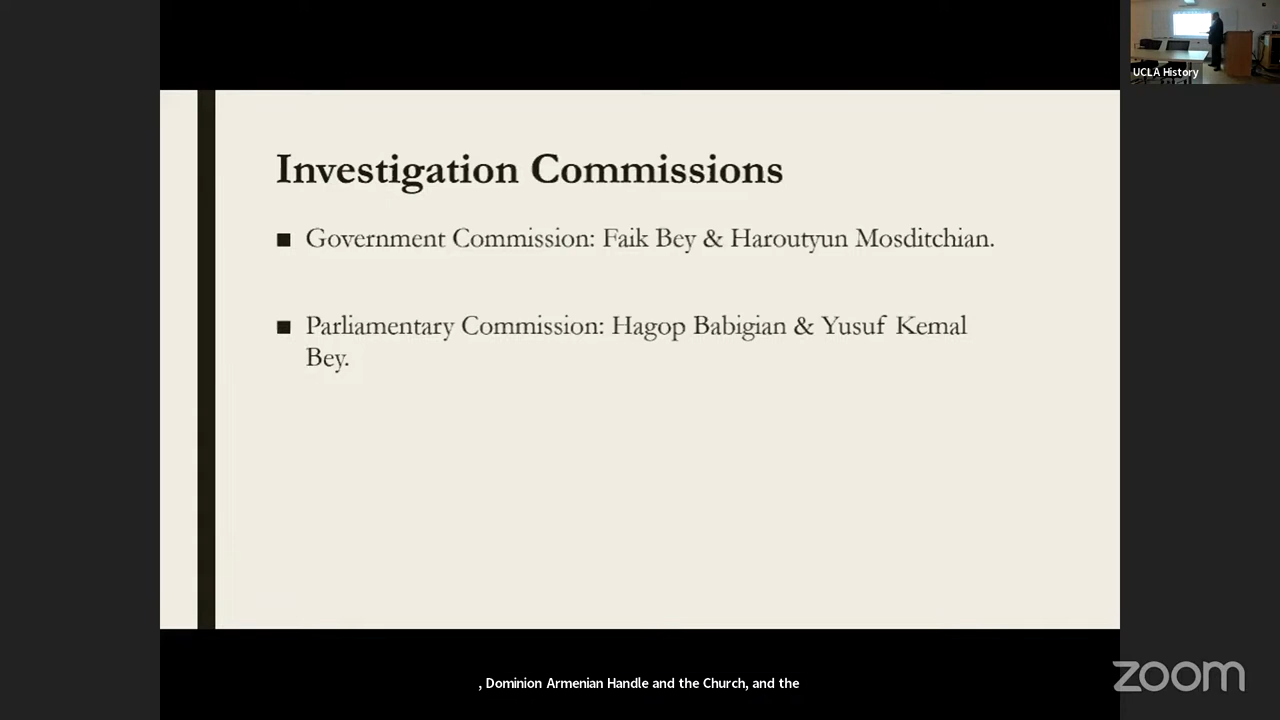 UCLA History
Investigation Commissions
■ Government Commission: Faik Bey & Haroutyun Mosditchian.
■ Parliamentary Commission: Hagop Babigian & Yusuf Kemal
Bey.
, Dominion Armenian Handle and the Church, and the
zoom